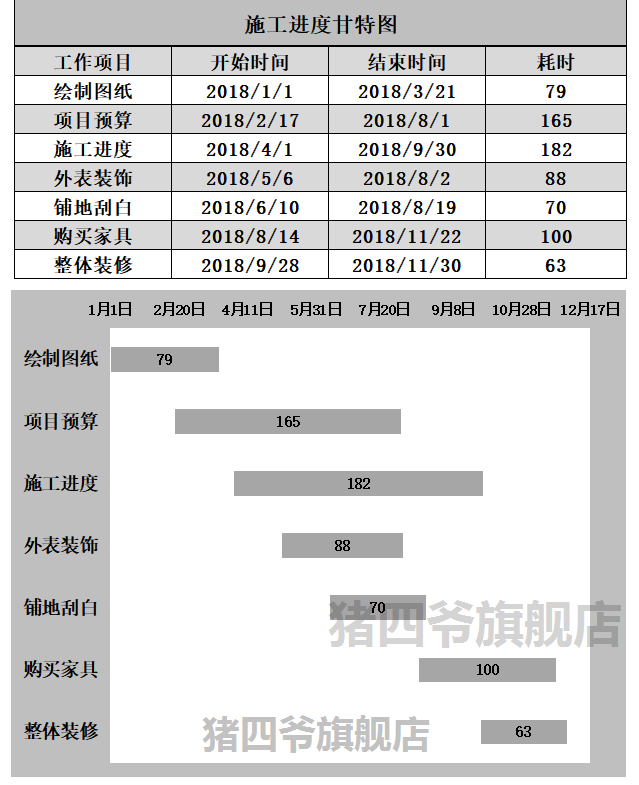 施工进度甘特图
工作项目 开始时间 结束时间 耗时
绘制图纸 2018/1/1 2018/3/21 79
项目预算 2018/2/17 2018/8/1 165
施工进度 2018/4/1 2018/9/30 182
外表装饰 2018/5/6 2018/8/2 88
铺地刮白 2018/6/10 2018/8/19 70
购买家具 2018/8/14 2018/11/22 100
整体装修 2018/9/28 2018/11/30 63
1月1日 2月20日 4月11日 5月31日 7月20日 9月8日 10月28日 12月17日
绘制图纸 79
项目预算 165
施工进度 182
外表装饰 88
铺地刮白 70
猪四爷旗舰店
购买家具 100
整体装修 63
猪四爷旗舰店